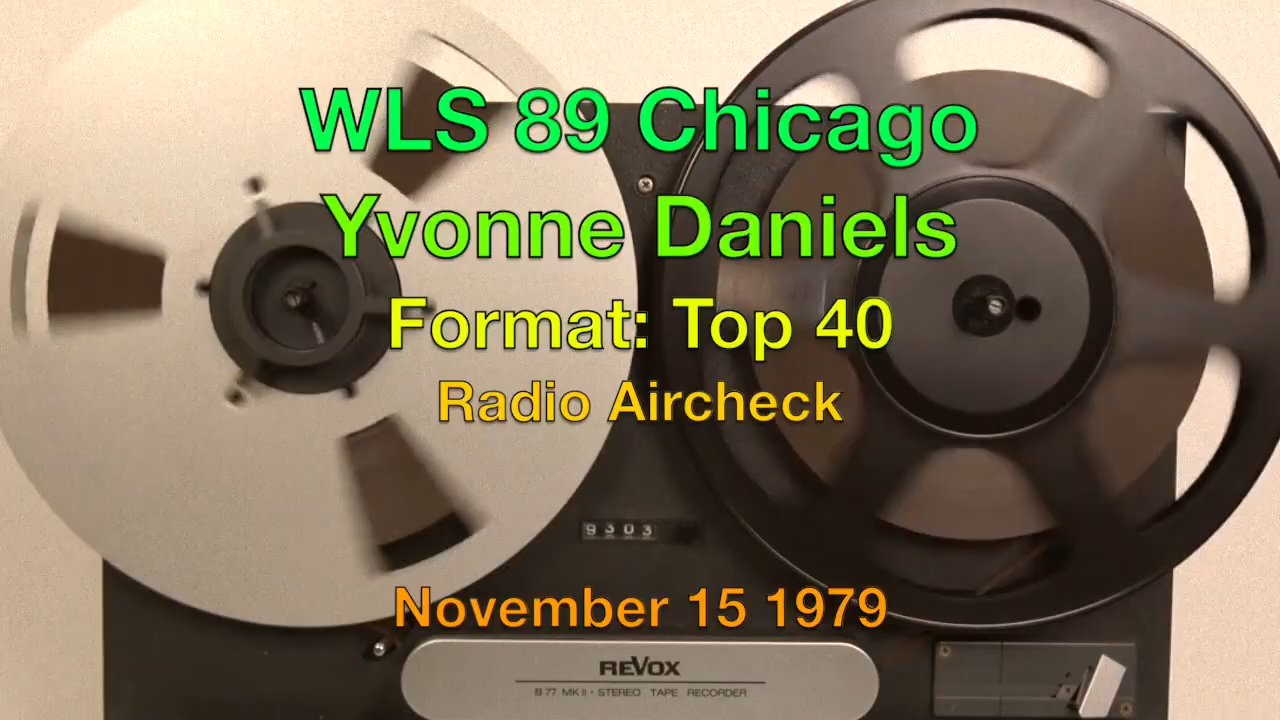 WLS 89 Chicago
Yvonne Daniels
Format: Top 40
Radio Aircheck
9303
November 15 1979
REVOX
B 77 MK II • STEREO TAPE RECORDER